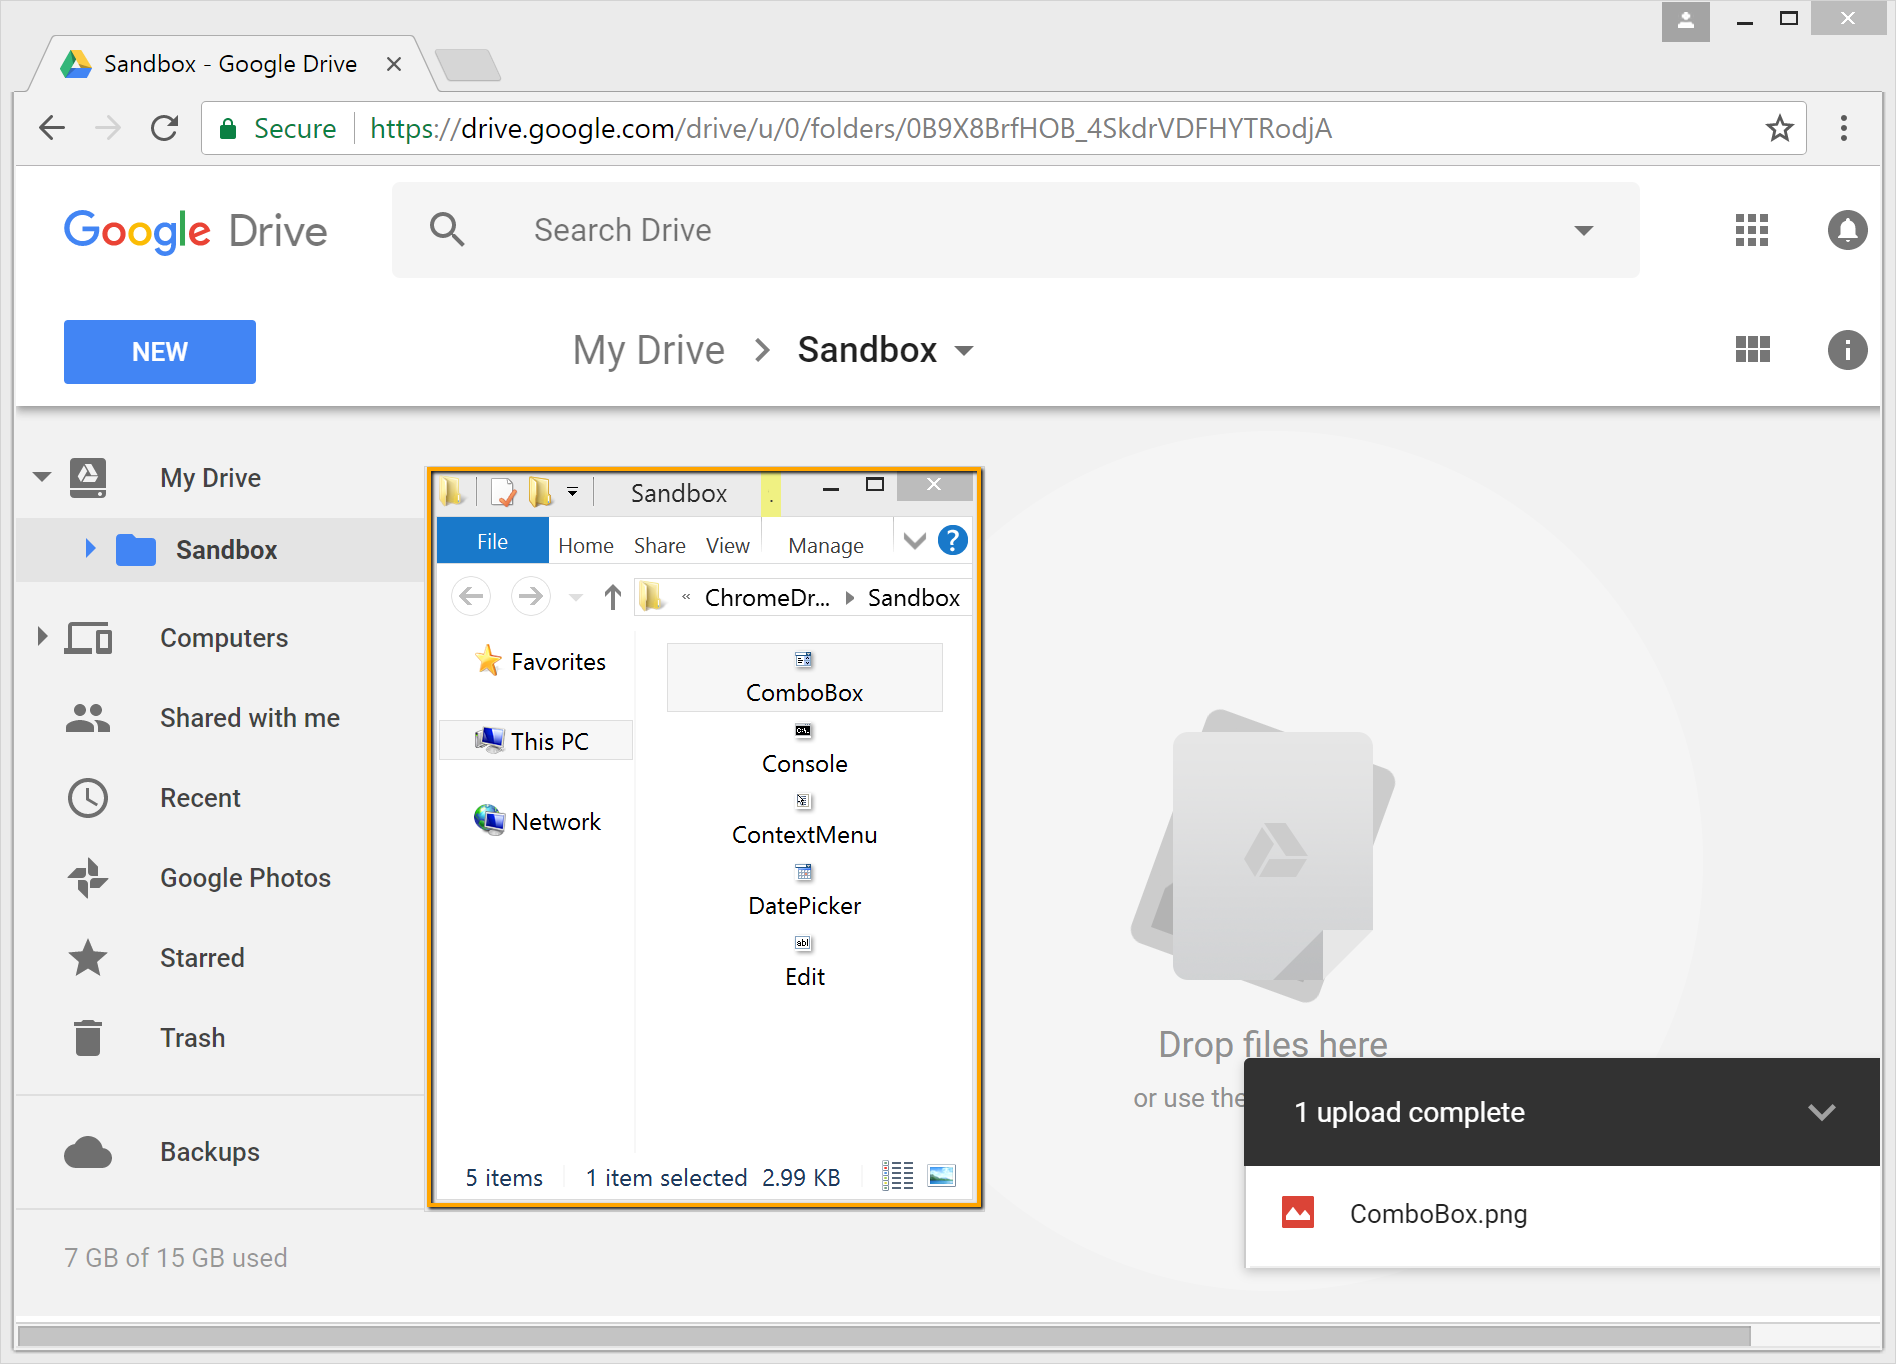 Sandbox - Google Drive
Secure
https://drive.google.com/drive/u/0/folders/0B9X8BrfHOB_4SkdrVDFHYTRodjA
Google Drive
Search Drive
NEW
My Drive
Sandbox
My Drive
Sandbox
Computers
Shared with me
Recent
Google Photos
Starred
Trash
Backups
7 GB of 15 GB used
Sandbox
.
File
Home
Share
View
Manage
?
« ChromeDr...
Sandbox
Favorites
This PC
Network
ComboBox
C:\.
Console
ContextMenu
DatePicker
abl
Edit
5 items
1 item selected
2.99 KB
Drop files here
or use the
1 upload complete
ComboBox.png